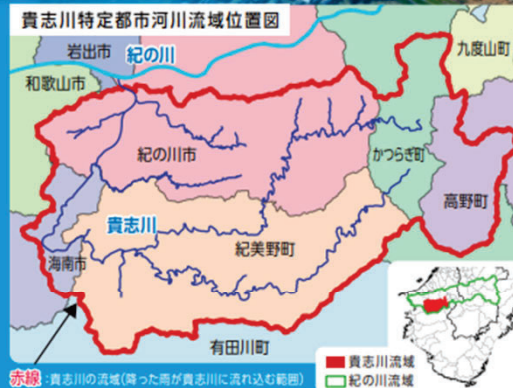 貴志川特定都市河川流域位置図
岩出市
紀の川
九度山町
和歌山市
紀の川市
かつらぎ町
高野町
貴志川
紀美野町
海南市
有田川町
貴志川流域
紀の川流域
赤線:貴志川の流域(降った雨が貴志川に流れ込む範囲)